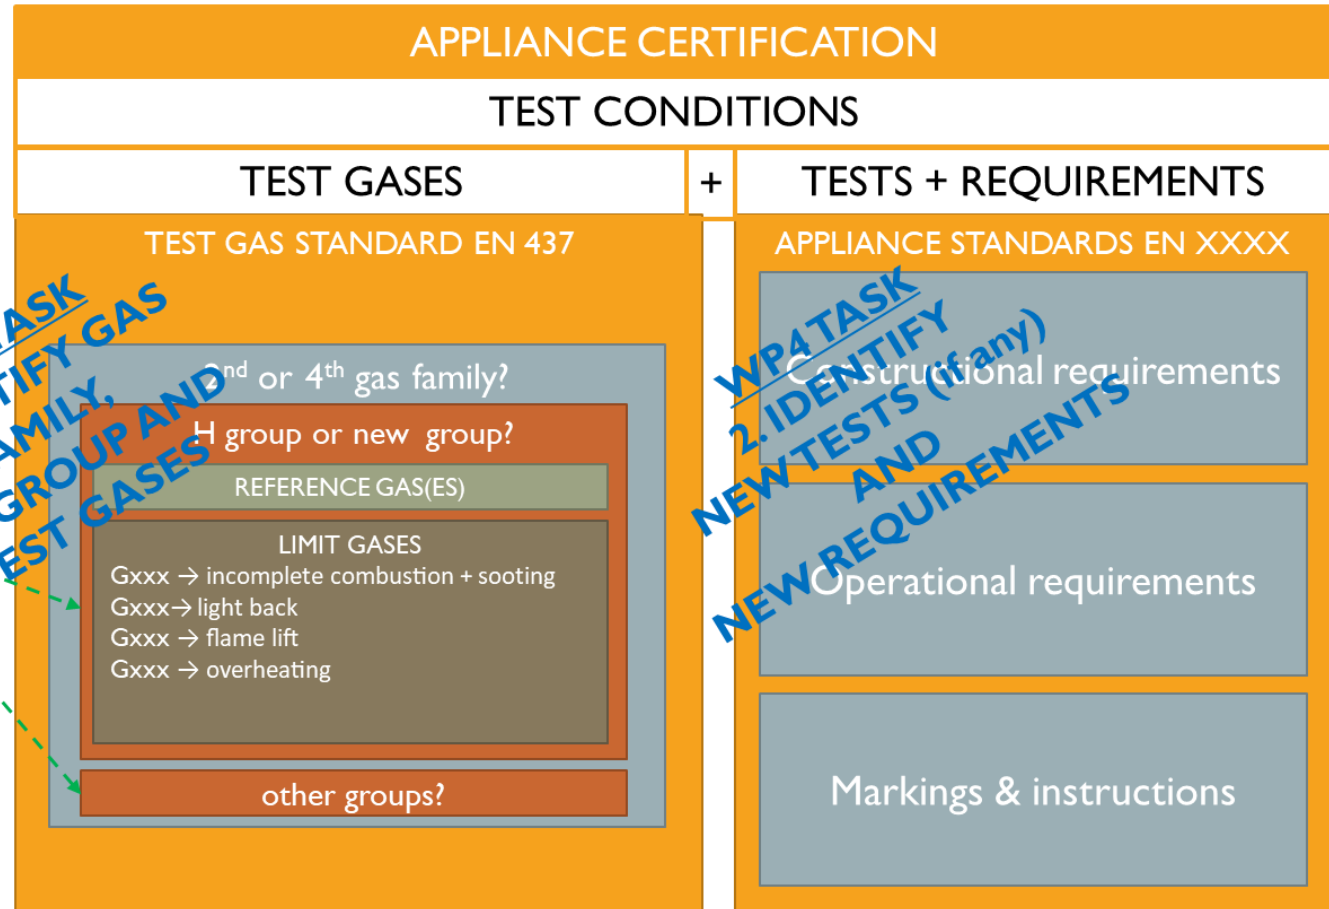 APPLIANCE CERTIFICATION
TEST CONDITIONS
TEST GASES
+
TESTS + REQUIREMENTS
TEST GAS STANDARD EN 437
2nd or 4th gas family?
H group or new group?
REFERENCE GAS(ES)
LIMIT GASES
Gxxx → incomplete combustion + sooting
Gxxx→ light back
Gxxx → flame lift
Gxxx → overheating
other groups?
GAS
GROUP AND
GASES
APPLIANCE STANDARDS EN XXXX
Constructional requirements
Operational requirements
Markings & instructions
WP4 TASK
2. IDENTIFY
NEW TESTS (if any)
AND
NEW REQUIREMENTS